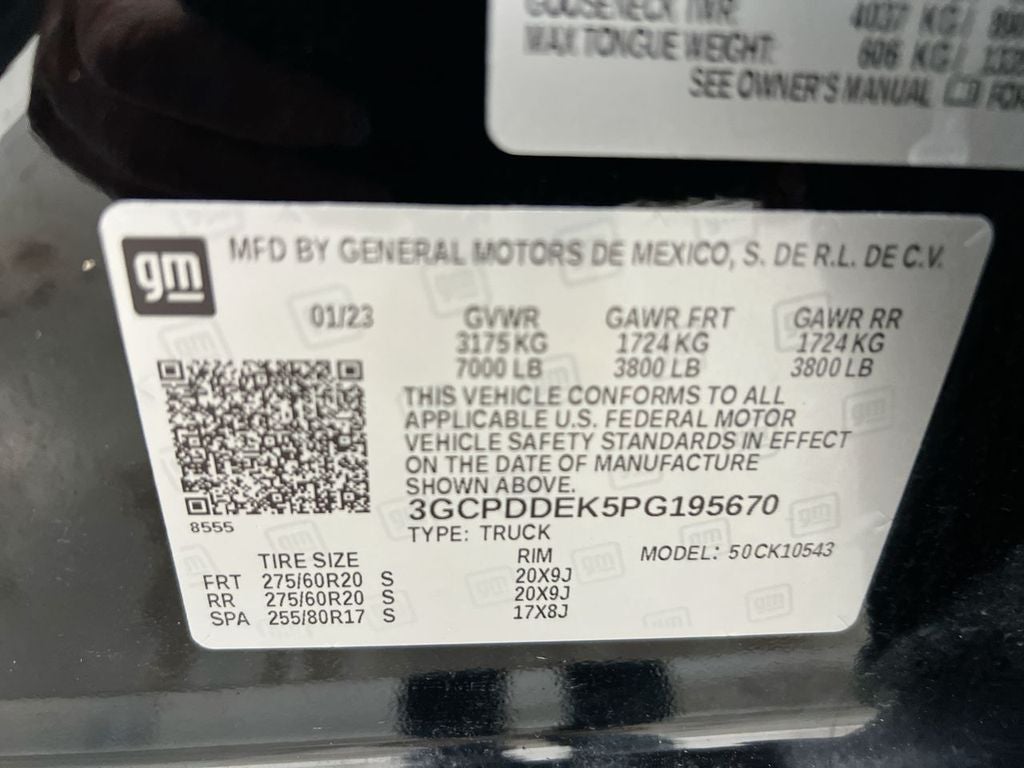 GOOSENECK TWR: 4037 KG/
MAX TONGUE WEIGHT: 606 KG/
SEE OWNER'S MANUAL FOR
gm
MFD BY GENERAL MOTORS DE MEXICO, S. DE R.L. DE C.V.
01/23 GVWR GAWR FRT GAWR RR
3175 KG 1724 KG 1724 KG
7000 LB 3800 LB 3800 LB
THIS VEHICLE CONFORMS TO ALL
APPLICABLE U.S. FEDERAL MOTOR
VEHICLE SAFETY STANDARDS IN EFFECT
ON THE DATE OF MANUFACTURE
SHOWN ABOVE.
3GCPDDEK5PG195670
8555
TYPE: TRUCK
TIRE SIZE RIM MODEL: 50CK10543
FRT 275/60R20 S 20X9J
RR 275/60R20 S 20X9J
SPA 255/80R17 S 17X8J